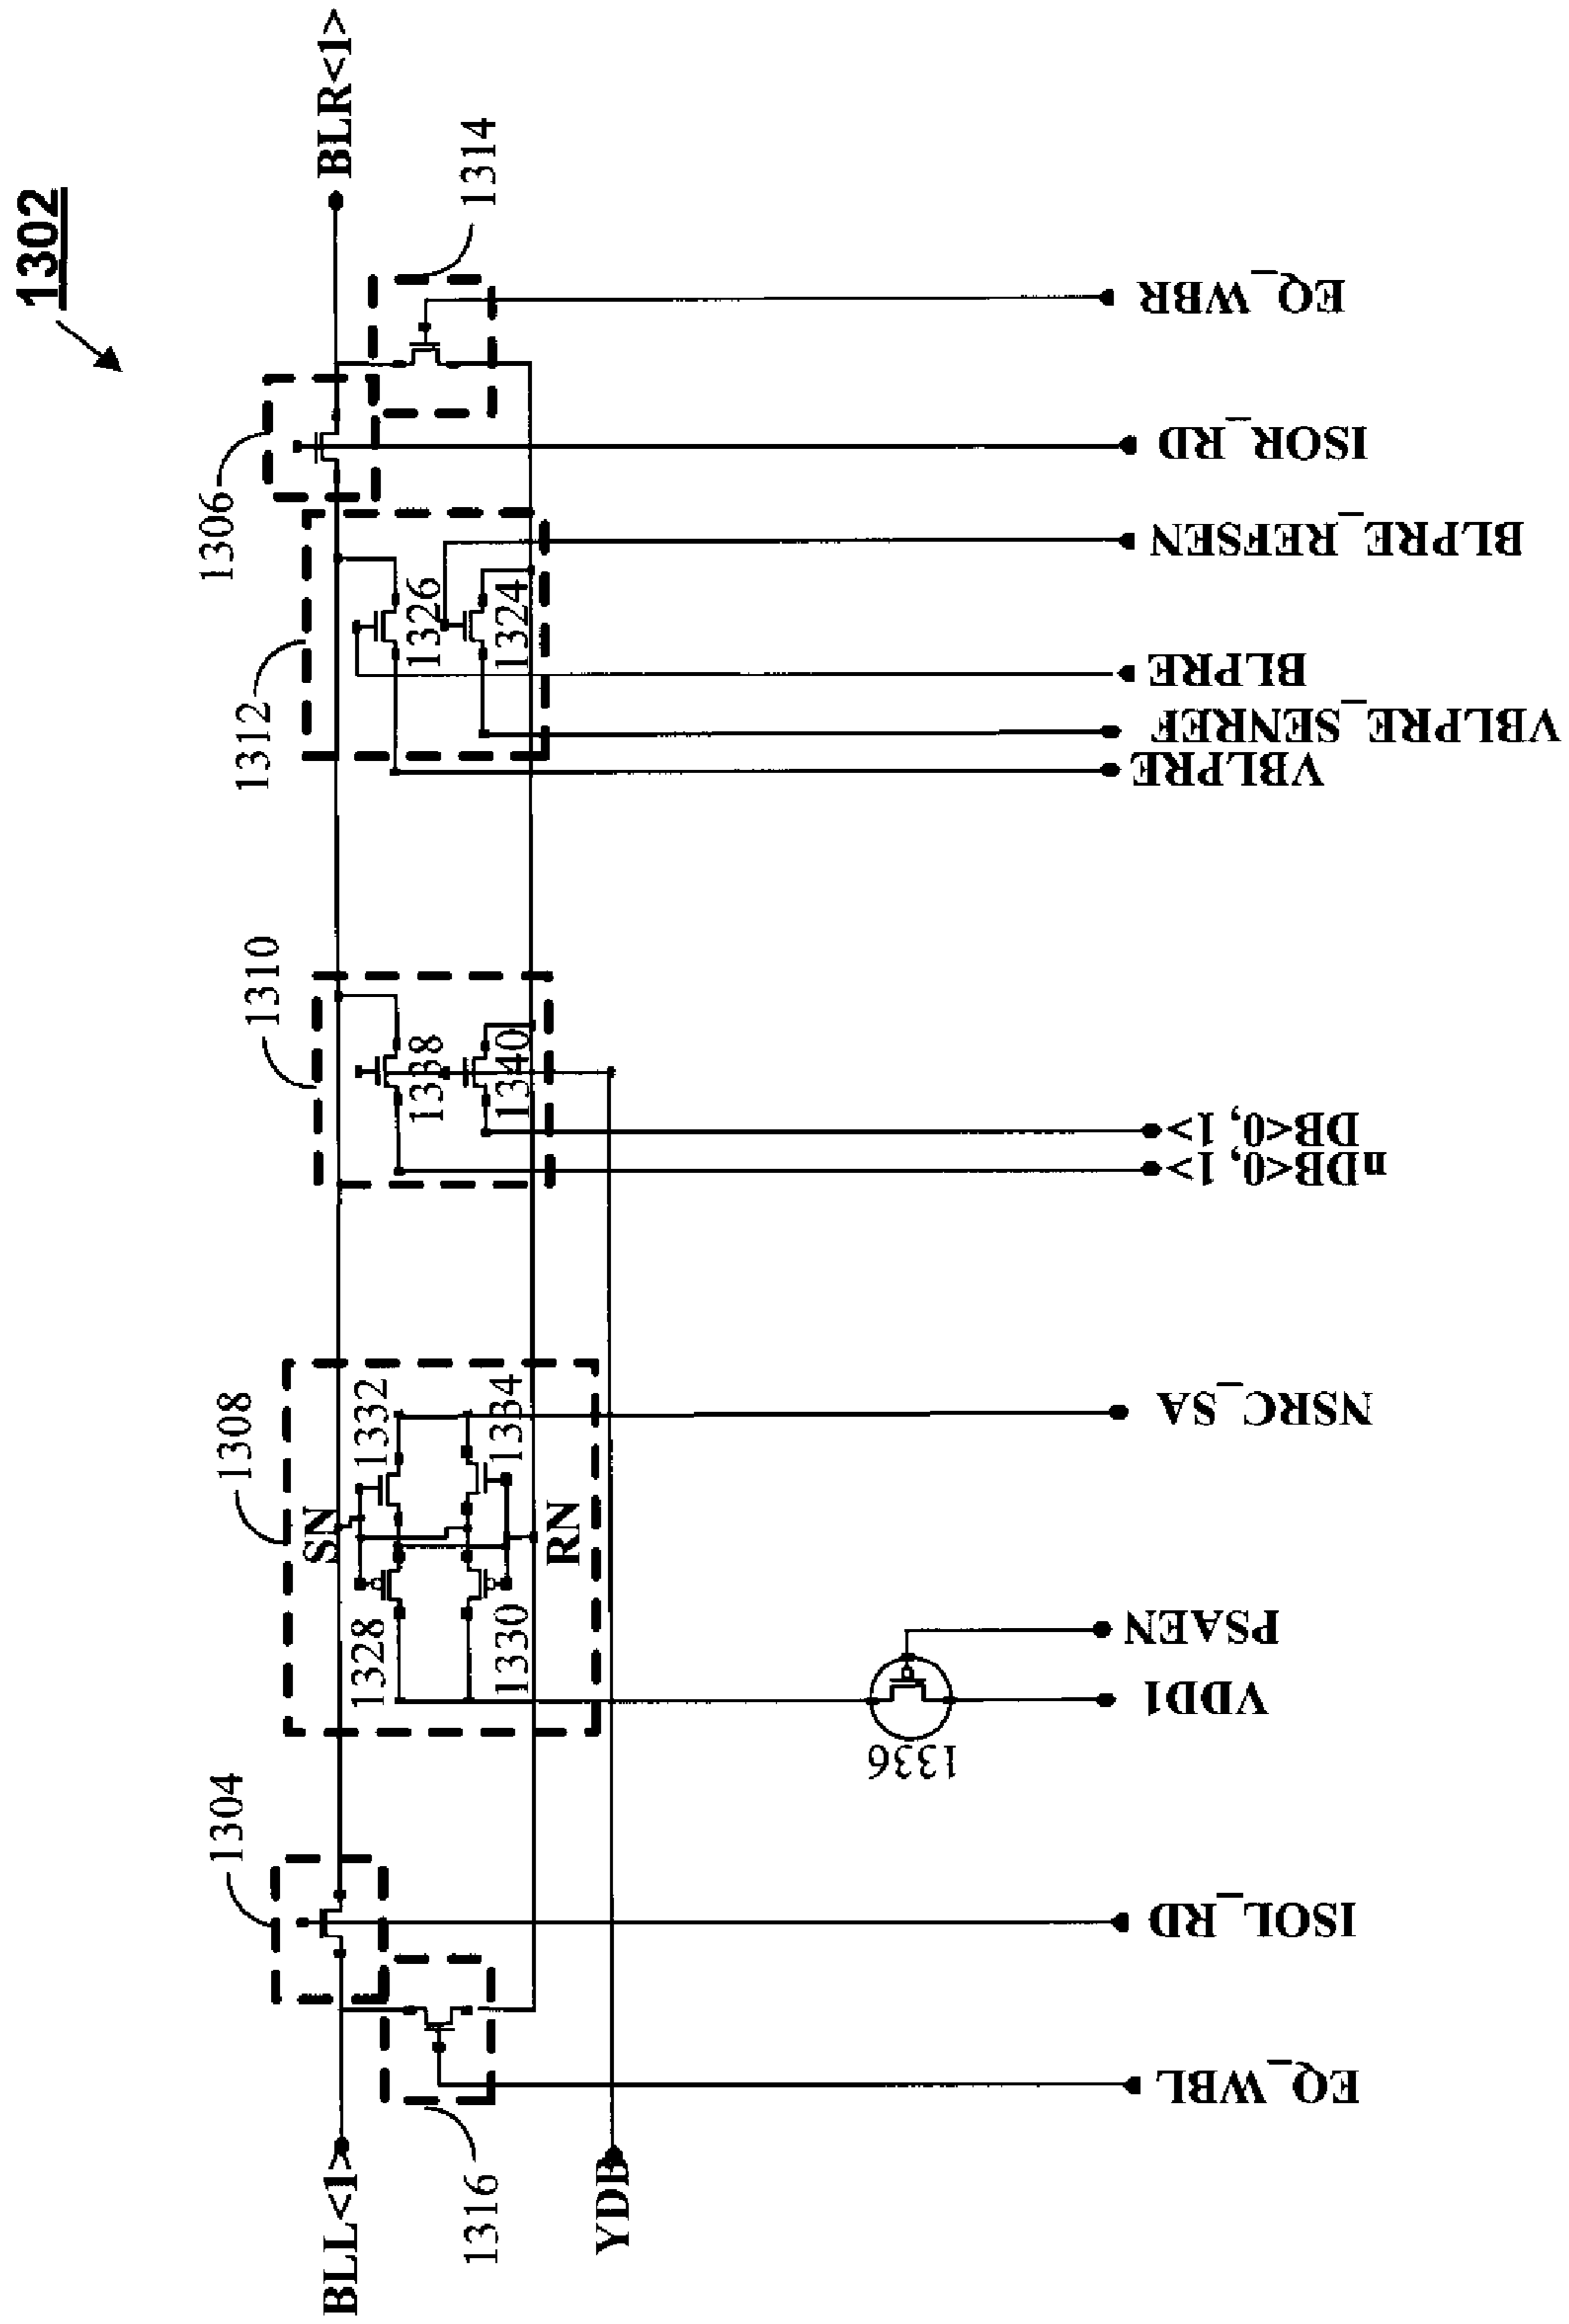 1302
BLR<1>
1314
1306
1312
1326
1324
EQ_WBR
ISOR_RD
BLPRE_REFSEN
BLPRE
VBLPRE_SENREF
VBLPRE
1310
1338
1340
DB<0,1>
nDB<0,1>
1308
SN
1332
1334
RN
1328
1330
NSRC_SA
PSAEN
VDD1
1336
1304
ISOL_RD
EQ_WBL
1316
BLL<1>
YDB